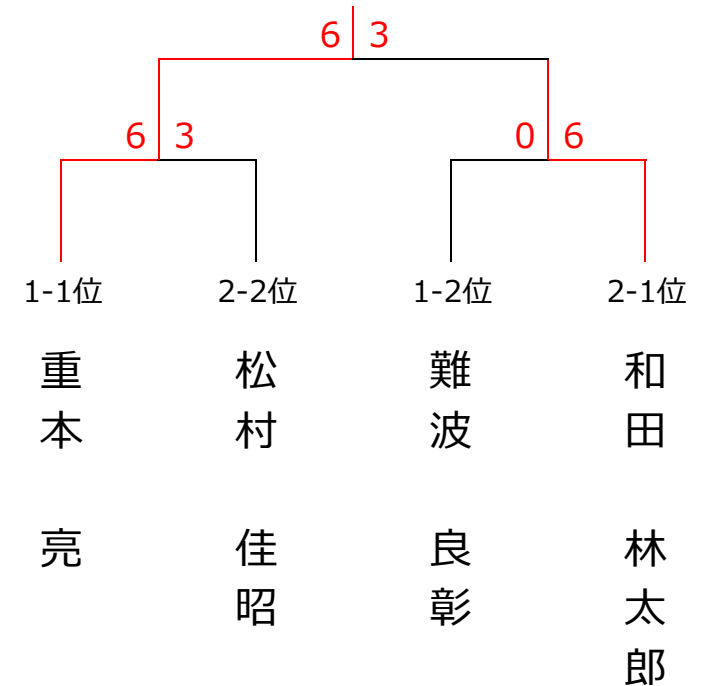 6 3
6 3
0 6
1-1位
2-2位
1-2位
2-1位
重本 亮
松村 佳昭
難波 良彰
和田 林太郎